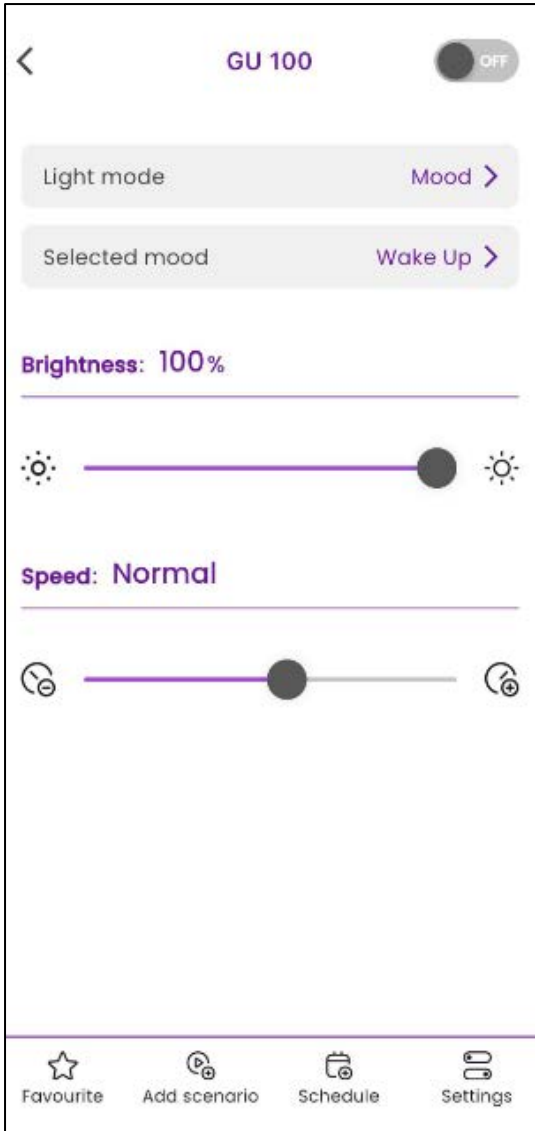 GU 100 OFF
Light mode Mood
Selected mood Wake Up
Brightness: 100%
Speed: Normal
Favourite Add scenario Schedule Settings